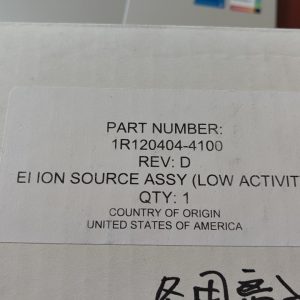 PART NUMBER:
1R120404-4100
REV: D
EI ION SOURCE ASSY (LOW ACTIVIT
QTY: 1
COUNTRY OF ORIGIN
UNITED STATES OF AMERICA